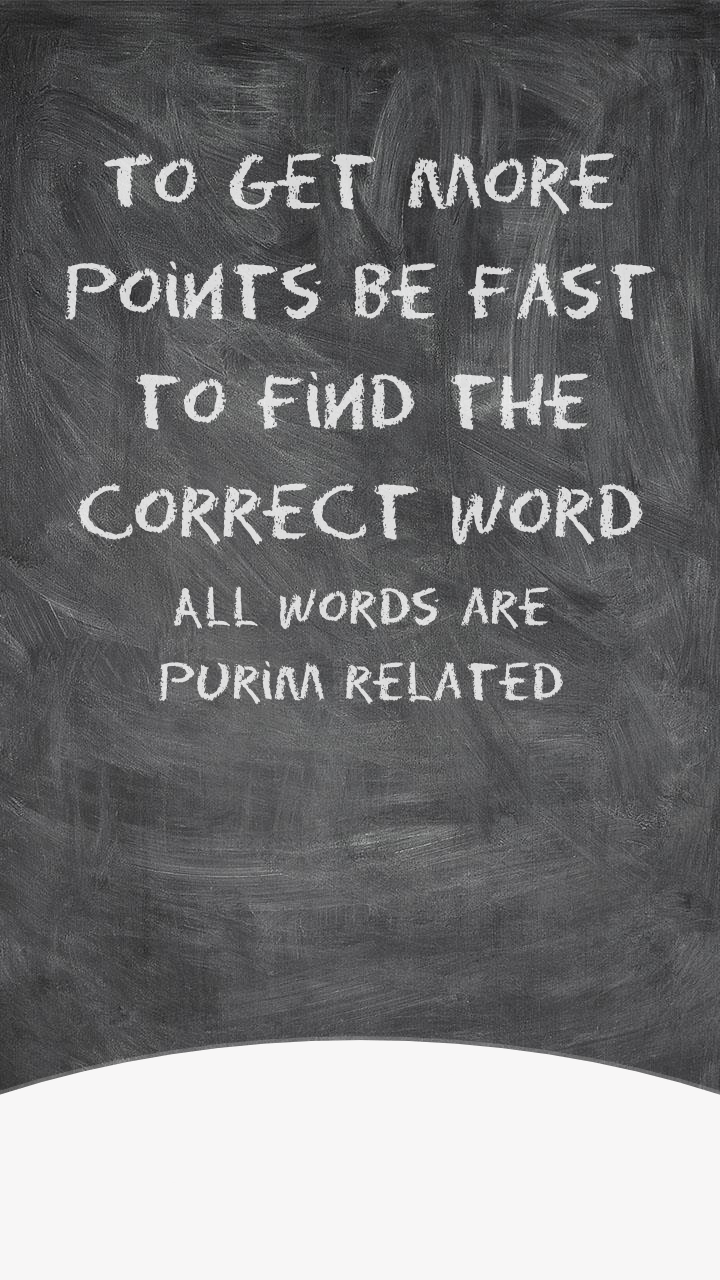 TO GET MORE
POINTS BE FAST
TO FIND THE
CORRECT WORD
ALL WORDS ARE
PURIM RELATED